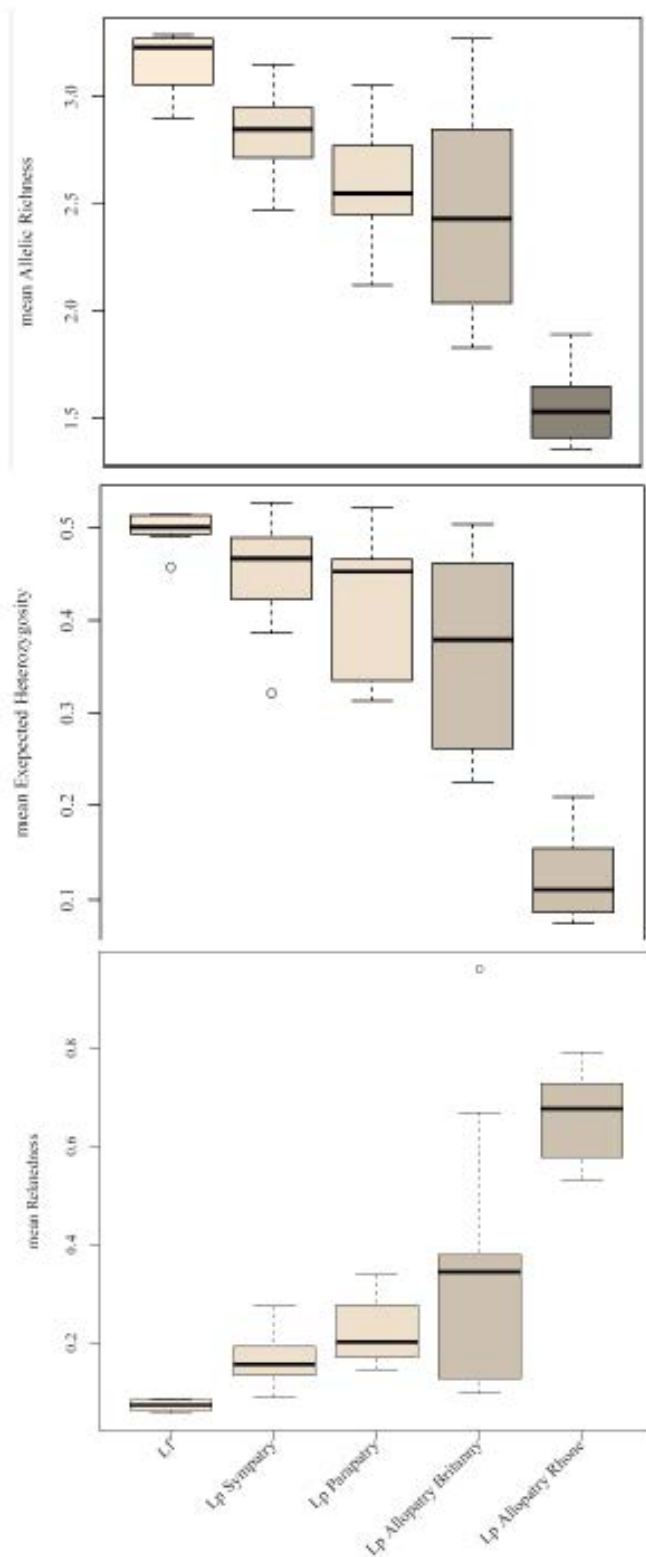 mean Allelic Richness
3.0
2.5
2.0
1.5
mean Exepected Heterozygosity
0.5
0.4
0.3
0.2
0.1
mean Relatedness
0.8
0.6
0.4
0.2
Lf
Lp Sympatry
Lp Parapatry
Lp Allopatry Britanny
Lp Allopatry Rhone